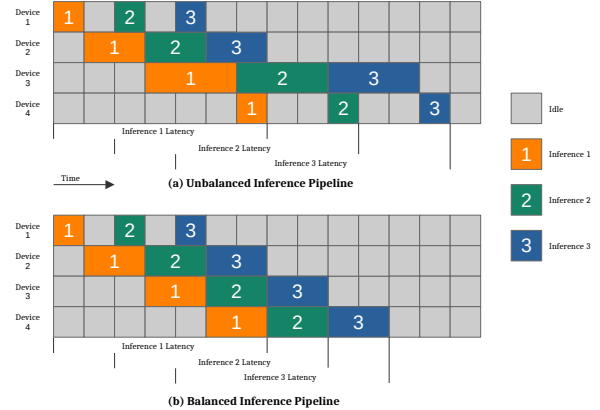 Device
1
1
2
3
Device
2
1
2
3
Device
3
1
2
3
Device
4
1
2
3
Inference 1 Latency
Inference 2 Latency
Inference 3 Latency
Time
(a) Unbalanced Inference Pipeline
Device
1
1
2
3
Device
2
1
2
3
Device
3
1
2
3
Device
4
1
2
3
Inference 1 Latency
Inference 2 Latency
Inference 3 Latency
(b) Balanced Inference Pipeline
Idle
1 Inference 1
2 Inference 2
3 Inference 3